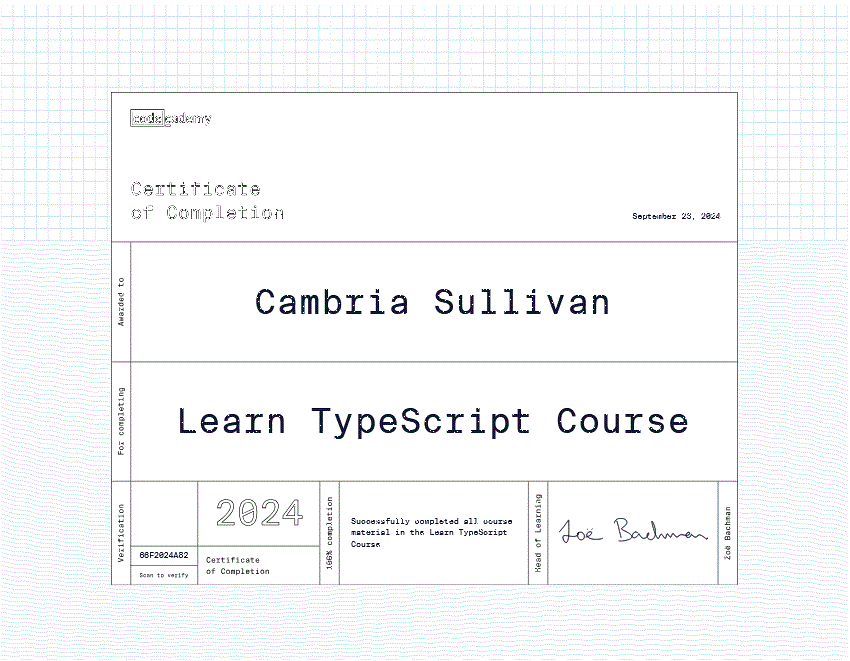 codecademy
Certificate
of Completion
September 23, 2024
Awarded to
Cambria Sullivan
For completing
Learn TypeScript Course
Verification
66F2024A82
Scan to verify
2024
Certificate
of Completion
100% completion
Successfully completed all course
material in the Learn TypeScript
Course
Head of Learning
Zoë Bachman
Zoë Bachman